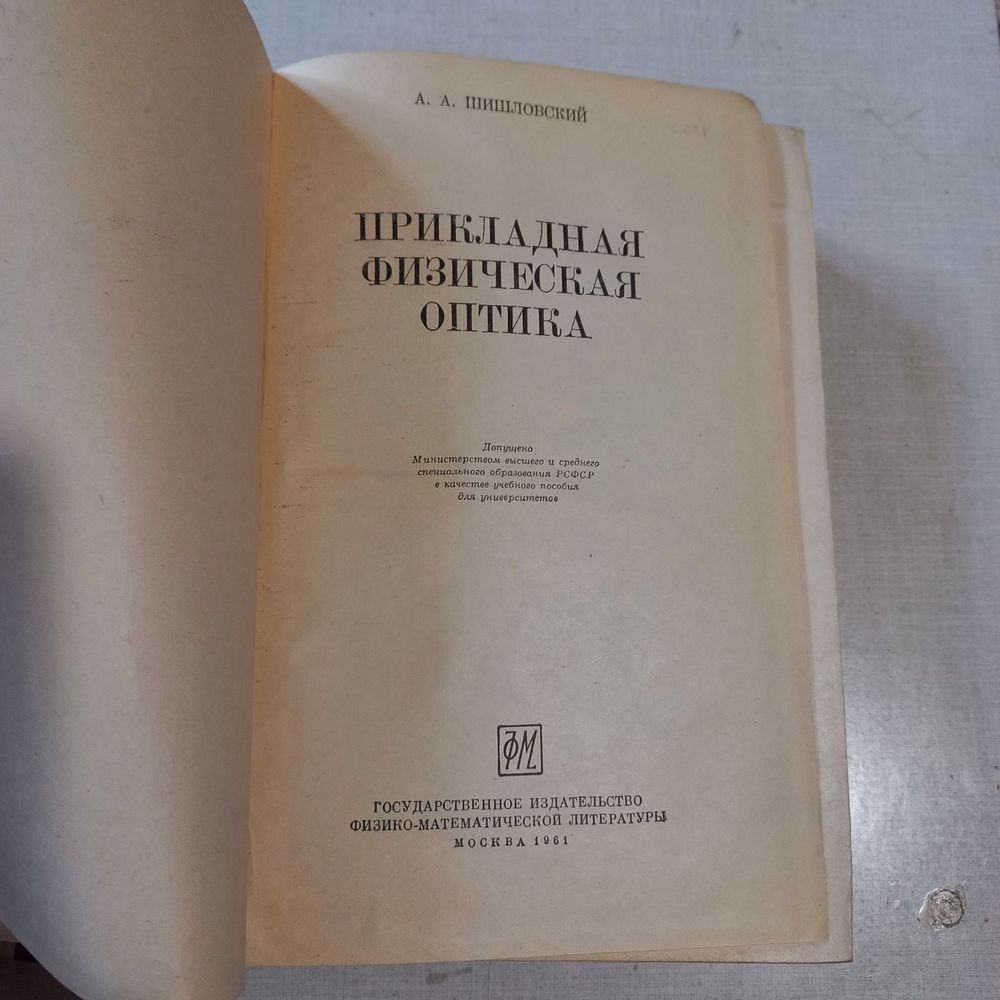 А. А. ШИШЛОВСКИЙ
ПРИКЛАДНАЯ
ФИЗИЧЕСКАЯ
ОПТИКА
Допущено
Министерством высшего и среднего
специального образования РСФСР
в качестве учебного пособия
для университетов
ФМ
ГОСУДАРСТВЕННОЕ ИЗДАТЕЛЬСТВО
ФИЗИКО-МАТЕМАТИЧЕСКОЙ ЛИТЕРАТУРЫ
МОСКВА 1961